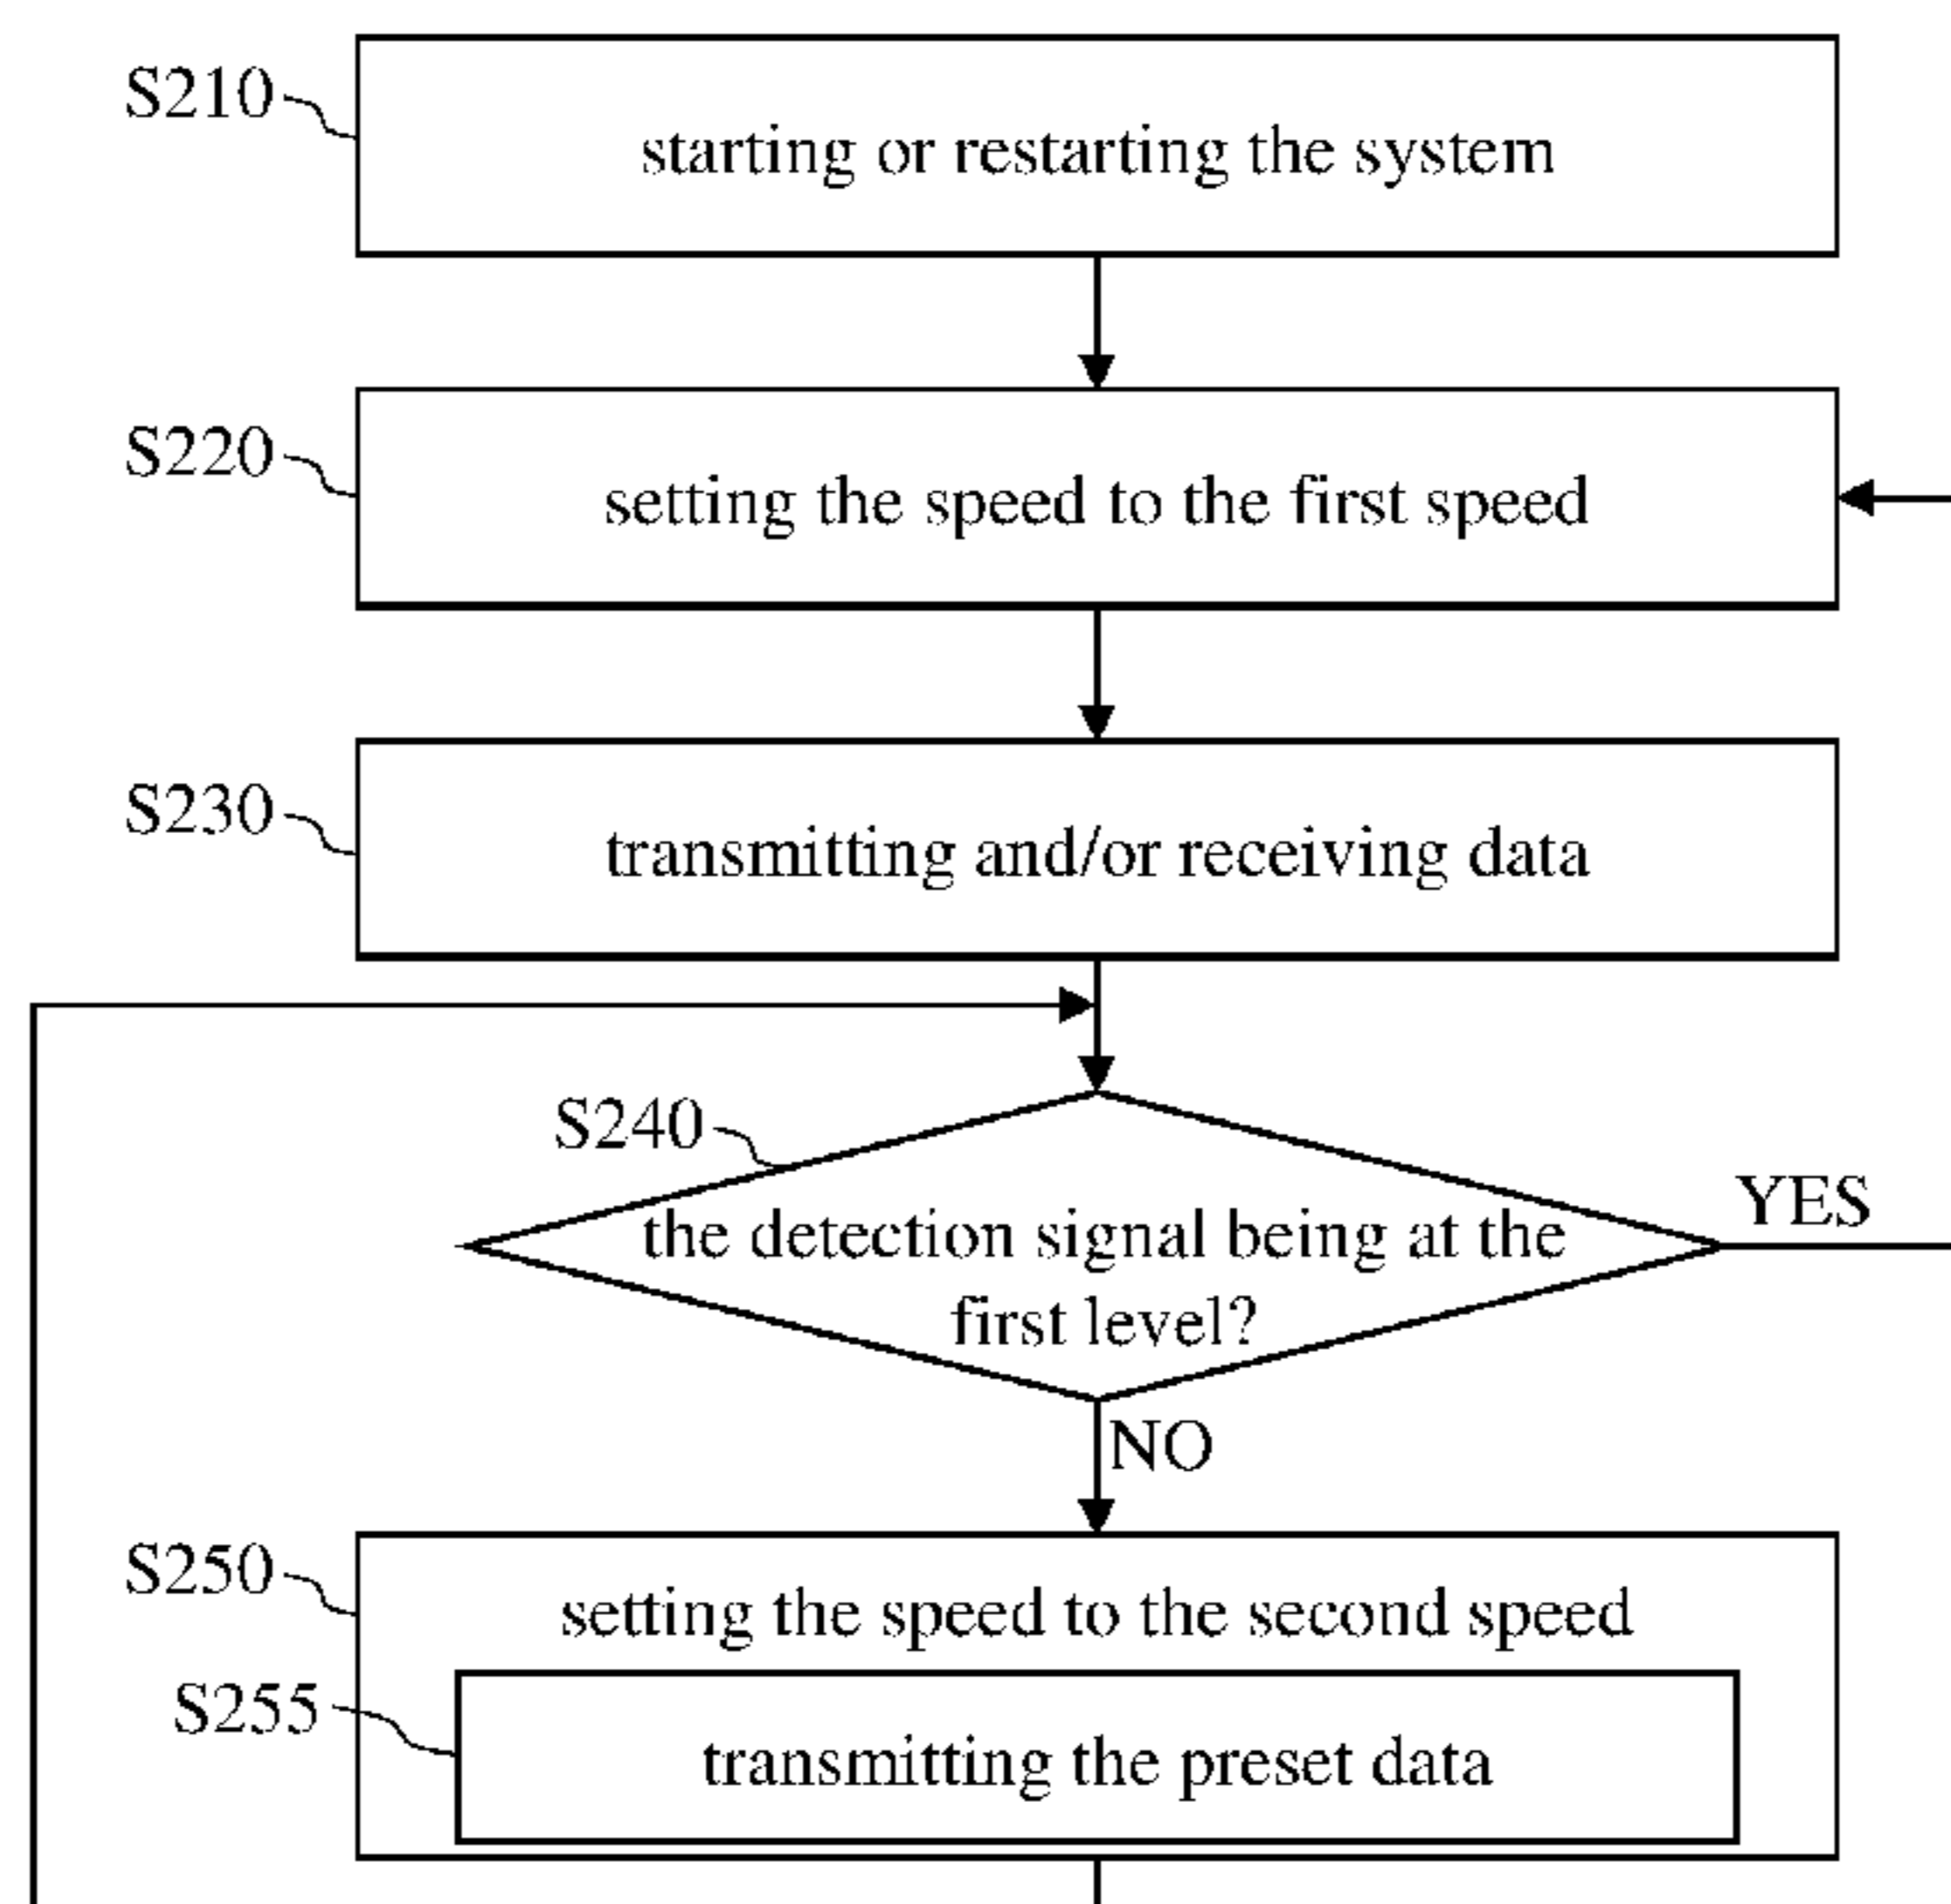 S210
starting or restarting the system
S220
setting the speed to the first speed
S230
transmitting and/or receiving data
S240
the detection signal being at the
first level?
YES
NO
S250
setting the speed to the second speed
S255
transmitting the preset data